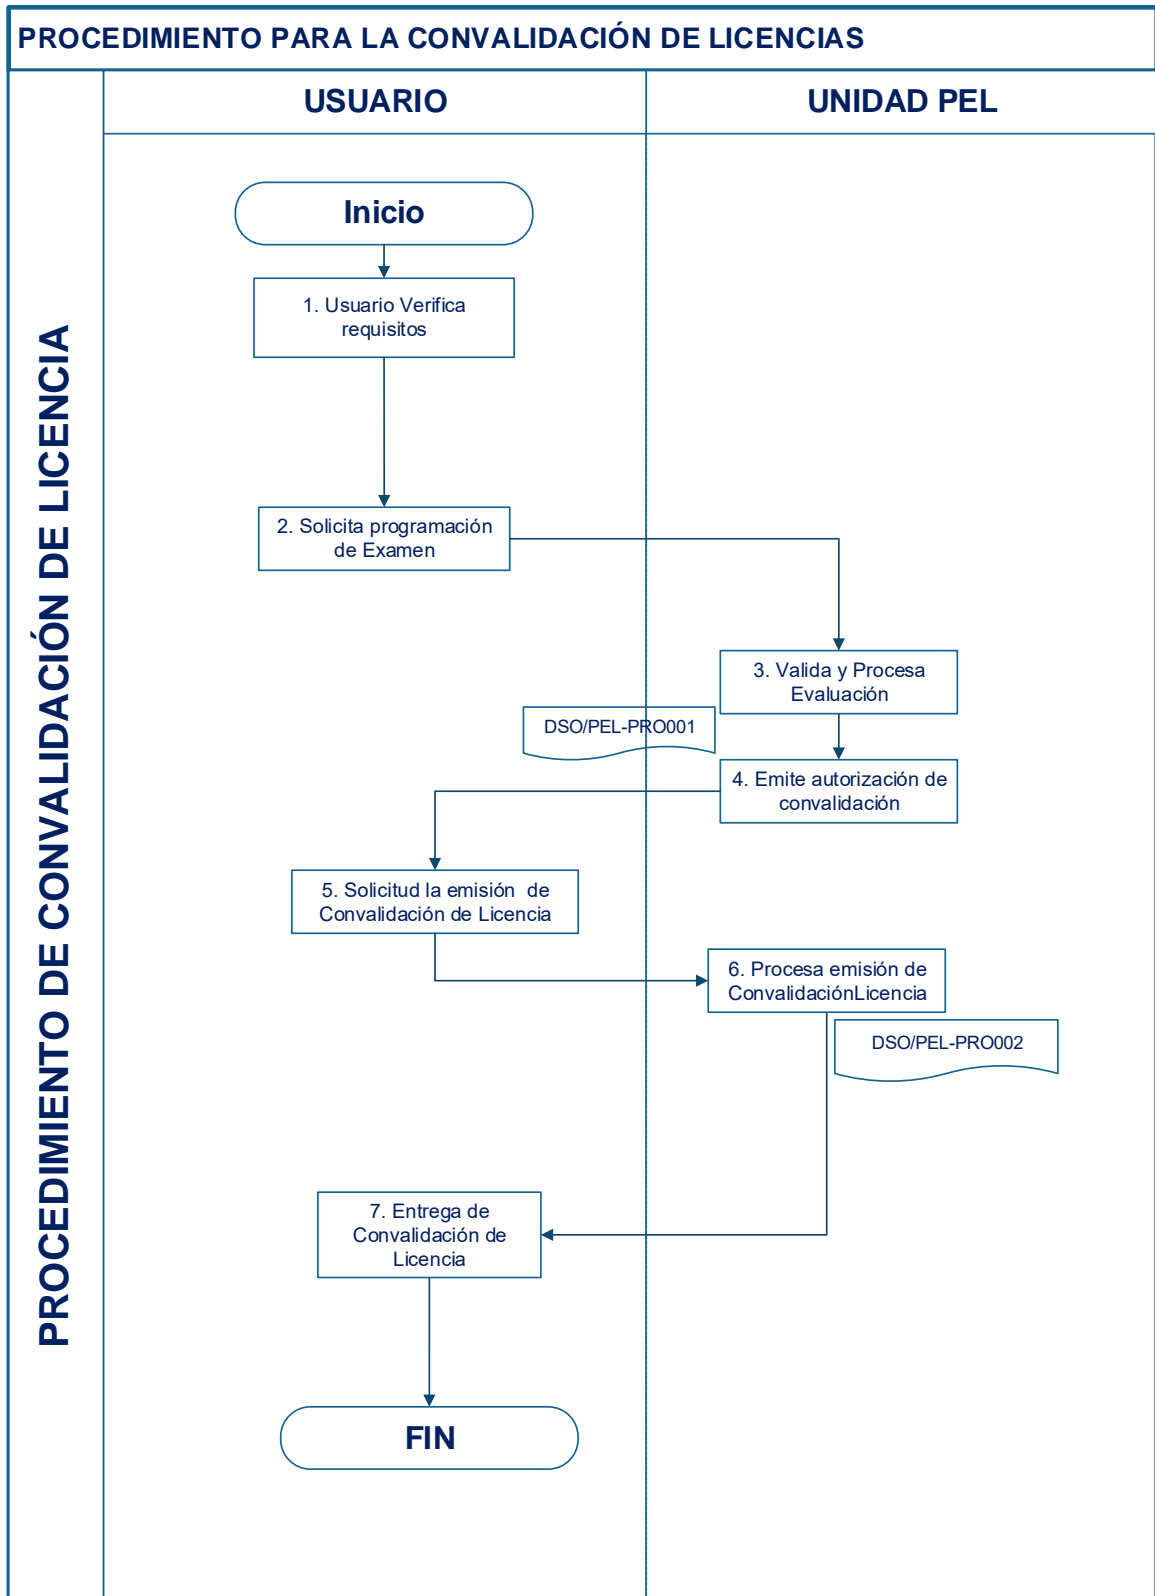 PROCEDIMIENTO PARA LA CONVALIDACIÓN DE LICENCIAS
USUARIO
UNIDAD PEL
PROCEDIMIENTO DE CONVALIDACIÓN DE LICENCIA
Inicio
1. Usuario Verifica
requisitos
2. Solicita programación
de Examen
3. Valida y Procesa
Evaluación
DSO/PEL-PRO001
4. Emite autorización de
convalidación
5. Solicitud la emisión  de
Convalidación de Licencia
6. Procesa emisión de
ConvalidaciónLicencia
DSO/PEL-PRO002
7. Entrega de
Convalidación de
Licencia
FIN